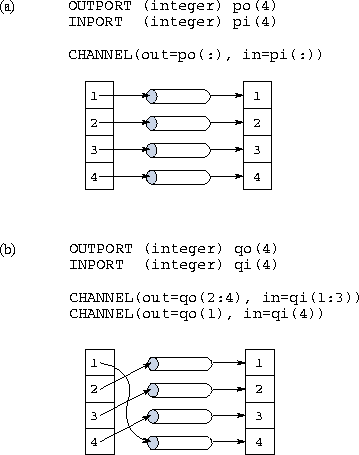 (a) OUTPORT (integer) po(4)
INPORT  (integer) pi(4)
CHANNEL(out=po(:), in=pi(:))
1 1
2 2
3 3
4 4
(b) OUTPORT (integer) qo(4)
INPORT  (integer) qi(4)
CHANNEL(out=qo(2:4), in=qi(1:3))
CHANNEL(out=qo(1), in=qi(4))
1 1
2 2
3 3
4 4